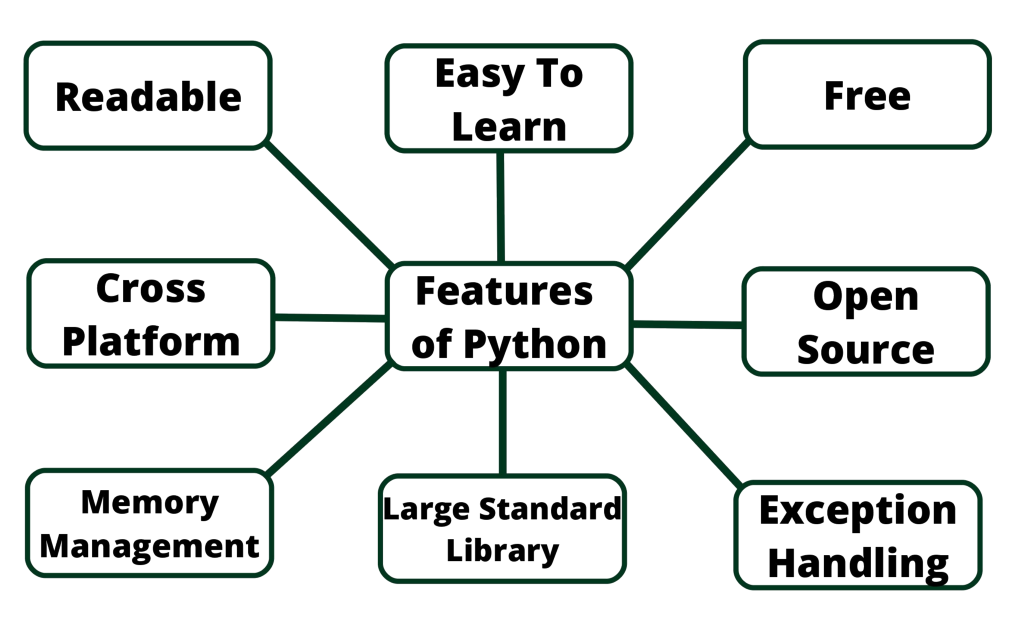 Readable
Easy To
Learn
Free
Cross
Platform
Features
of Python
Open
Source
Memory
Management
Large Standard
Library
Exception
Handling